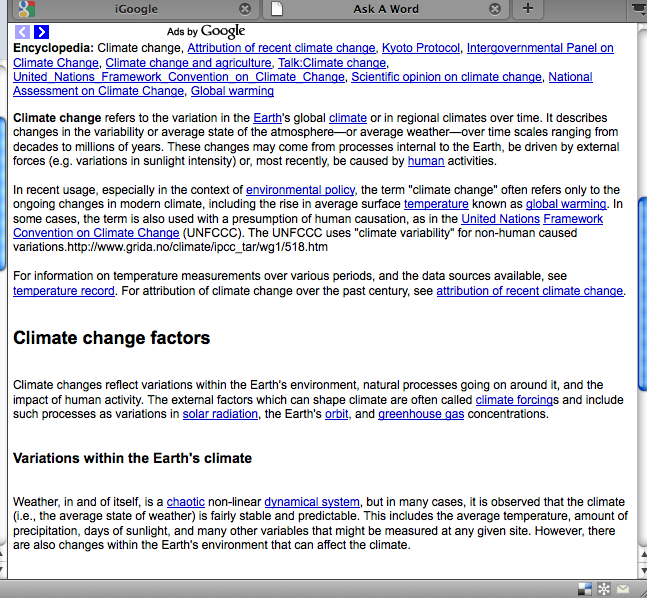 iGoogle
Ask A Word
Ads by Google
Encyclopedia: Climate change, Attribution of recent climate change, Kyoto Protocol, Intergovernmental Panel on
Climate Change, Climate change and agriculture, Talk:Climate change,
United_Nations_Framework_Convention_on_Climate_Change, Scientific opinion on climate change, National
Assessment on Climate Change, Global warming
Climate change refers to the variation in the Earth's global climate or in regional climates over time. It describes
changes in the variability or average state of the atmosphere—or average weather—over time scales ranging from
decades to millions of years. These changes may come from processes internal to the Earth, be driven by external
forces (e.g. variations in sunlight intensity) or, most recently, be caused by human activities.
In recent usage, especially in the context of environmental policy, the term "climate change" often refers only to the
ongoing changes in modern climate, including the rise in average surface temperature known as global warming. In
some cases, the term is also used with a presumption of human causation, as in the United Nations Framework
Convention on Climate Change (UNFCCC). The UNFCCC uses "climate variability" for non-human caused
variations.http://www.grida.no/climate/ipcc_tar/wg1/518.htm
For information on temperature measurements over various periods, and the data sources available, see
temperature record. For attribution of climate change over the past century, see attribution of recent climate change.
Climate change factors
Climate changes reflect variations within the Earth's environment, natural processes going on around it, and the
impact of human activity. The external factors which can shape climate are often called climate forcings and include
such processes as variations in solar radiation, the Earth's orbit, and greenhouse gas concentrations.
Variations within the Earth's climate
Weather, in and of itself, is a chaotic non-linear dynamical system, but in many cases, it is observed that the climate
(i.e., the average state of weather) is fairly stable and predictable. This includes the average temperature, amount of
precipitation, days of sunlight, and many other variables that might be measured at any given site. However, there
are also changes within the Earth's environment that can affect the climate.